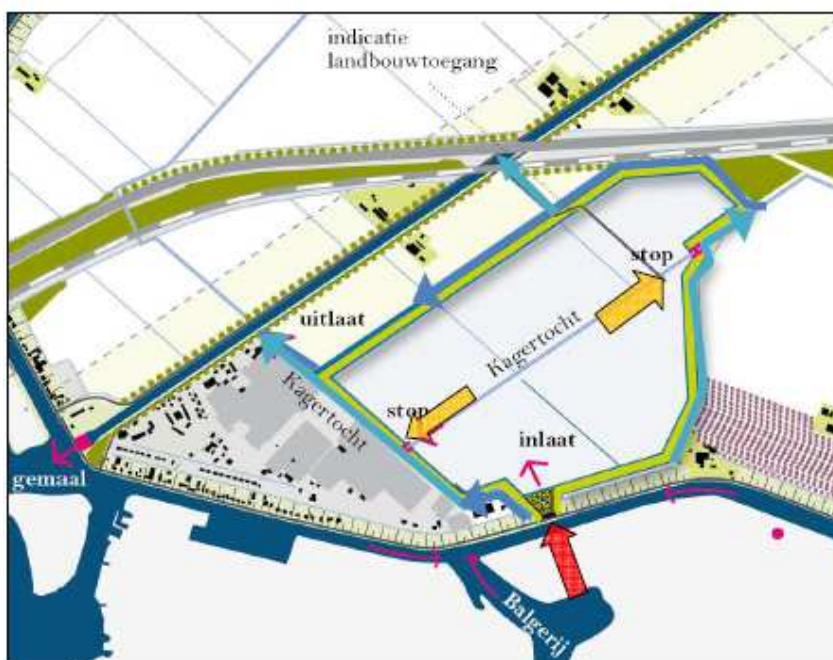 indicatie
landbouwtoegang
stop
uitlaat
Kagertocht
Kagertocht
stop
inlaat
gemaal
Balgerij